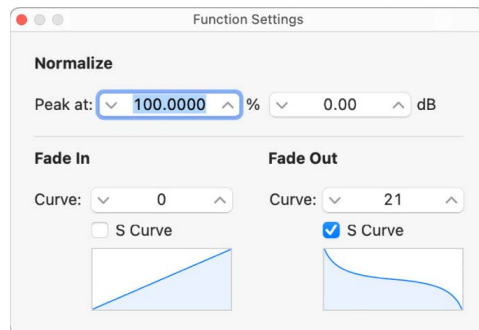 Function Settings
Normalize
Peak at: 100.0000 % 0.00 dB
Fade In Fade Out
Curve: 0 Curve: 21
S Curve S Curve